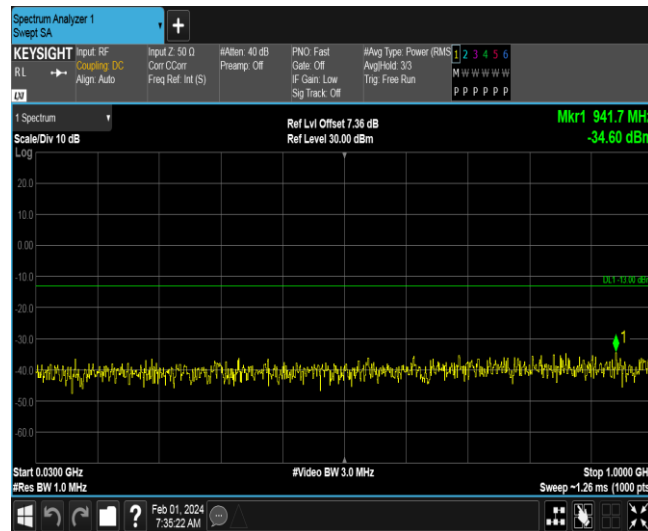 Spectrum Analyzer 1
Swept SA
+
KEYSIGHT
RL
LXI
Input: RF
Coupling: DC
Align: Auto
Input Z: 50 Ω
Corr CCorr
Freq Ref: Int (S)
#Atten: 40 dB
Preamp: Off
PNO: Fast
Gate: Off
IF Gain: Low
Sig Track: Off
#Avg Type: Power (RMS
Avg|Hold: 3/3
Trig: Free Run
1 2 3 4 5 6
M W W W W W
P P P P P P
1 Spectrum
Scale/Div 10 dB
Log
Ref Lvl Offset 7.36 dB
Ref Level 30.00 dBm
Mkr1 941.7 MHz
-34.60 dBm
20.0
10.0
0.00
-10.0
DL1 -13.00 dBm
-20.0
-30.0
1
-40.0
-50.0
-60.0
Start 0.0300 GHz
#Res BW 1.0 MHz
#Video BW 3.0 MHz
Stop 1.0000 GHz
Sweep ~1.26 ms (1000 pts)
?
Feb 01, 2024
7:35:22 AM